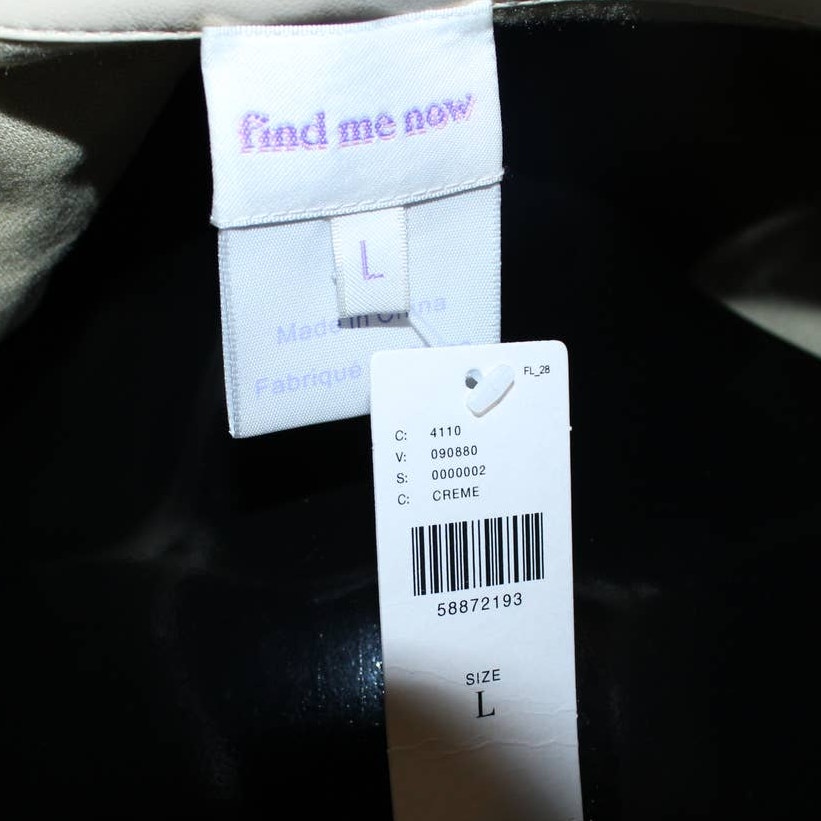 find me now
L
Made in China
Fabriqué
FL_28
C: 4110
V: 090880
S: 0000002
C: CREME
58872193
SIZE
L